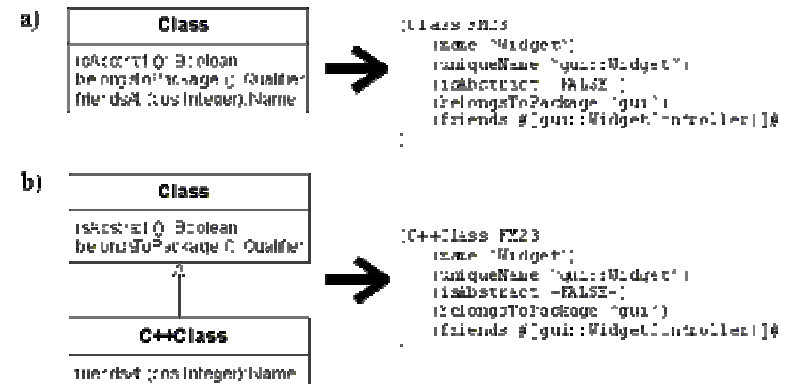 a)
Class
isAbstract () Boolean
belongsToPackage () Qualifier
friendsAt (pos Integer) Name
(Class FM23
(name "Widget")
(uniqueName "gui::Widget")
(isAbstract -FALSE-)
(belongsToPackage "gui")
(friends #[gui::WidgetController()]#
)
b)
Class
isAbstract () Boolean
belongsToPackage () Qualifier
C++Class
friendsAt (pos Integer) Name
(C++Class FM23
(name "Widget")
(uniqueName "gui::Widget")
(isAbstract -FALSE-)
(belongsToPackage "gui")
(friends #[gui::WidgetController()]#
)